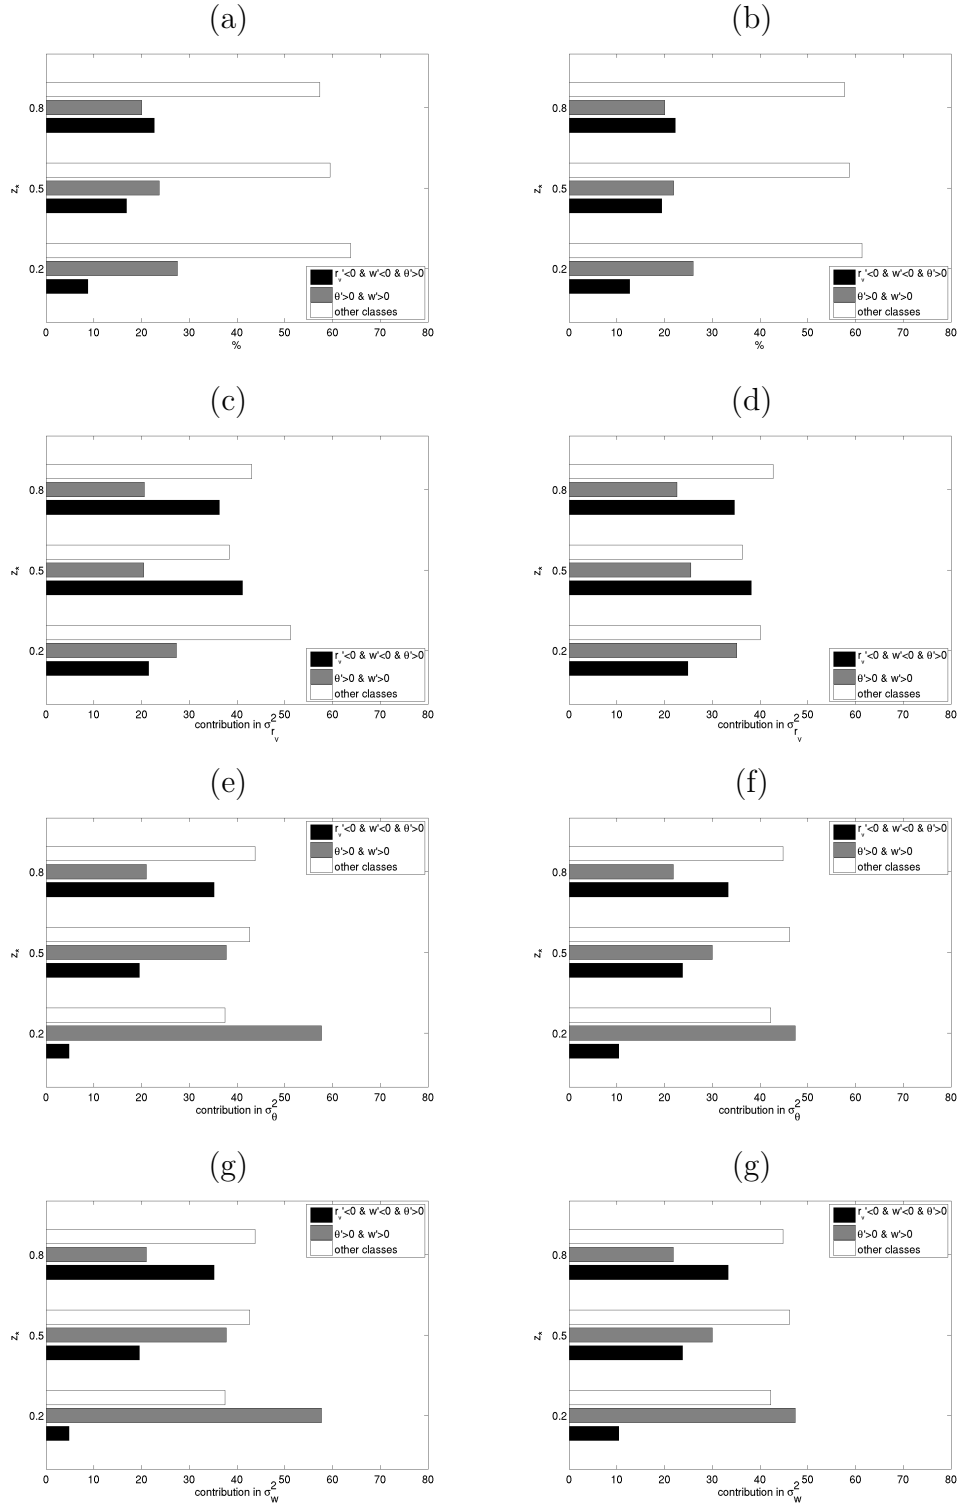 (a)
(b)
0.8
0.5
0.2
z*
0 10 20 30 40 50 60 70 80
%
r_v'<0 & w'<0 & θ'>0
θ'>0 & w'>0
other classes
0.8
0.5
0.2
z*
0 10 20 30 40 50 60 70 80
%
r_v'<0 & w'<0 & θ'>0
θ'>0 & w'>0
other classes
(c)
(d)
0.8
0.5
0.2
z*
0 10 20 30 40 50 60 70 80
contribution in σ²_{r_v}
r_v'<0 & w'<0 & θ'>0
θ'>0 & w'>0
other classes
0.8
0.5
0.2
z*
0 10 20 30 40 50 60 70 80
contribution in σ²_{r_v}
r_v'<0 & w'<0 & θ'>0
θ'>0 & w'>0
other classes
(e)
(f)
r_v'<0 & w'<0 & θ'>0
θ'>0 & w'>0
other classes
0.8
0.5
0.2
z*
0 10 20 30 40 50 60 70 80
contribution in σ²_θ
r_v'<0 & w'<0 & θ'>0
θ'>0 & w'>0
other classes
0.8
0.5
0.2
z*
0 10 20 30 40 50 60 70 80
contribution in σ²_θ
(g)
(g)
r_v'<0 & w'<0 & θ'>0
θ'>0 & w'>0
other classes
0.8
0.5
0.2
z*
0 10 20 30 40 50 60 70 80
contribution in σ²_w
r_v'<0 & w'<0 & θ'>0
θ'>0 & w'>0
other classes
0.8
0.5
0.2
z*
0 10 20 30 40 50 60 70 80
contribution in σ²_w